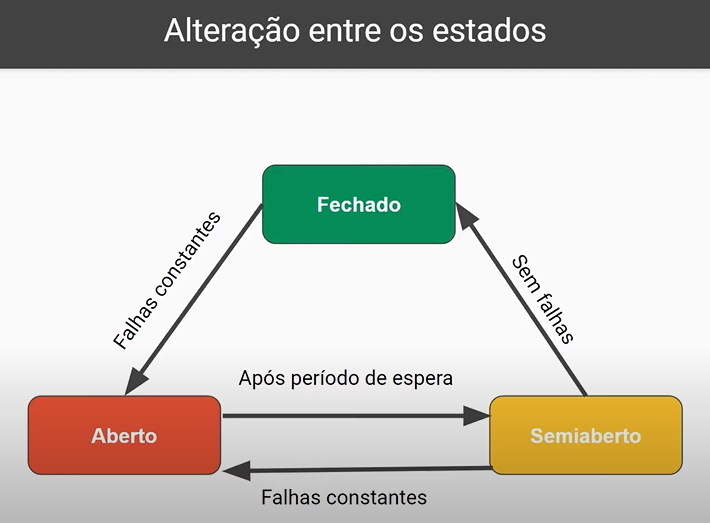 Alteração entre os estados
Fechado
Falhas constantes
Sem falhas
Após período de espera
Aberto
Semiaberto
Falhas constantes